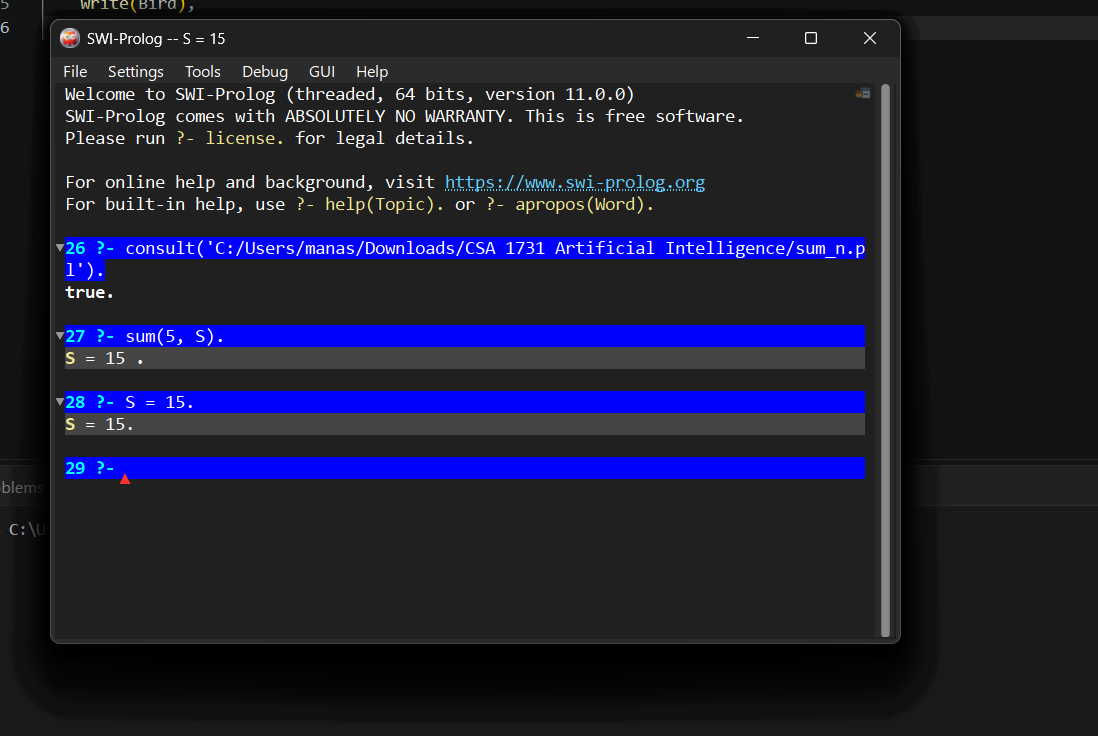 5 write(Bird),
6
SWI-Prolog -- S = 15
File Settings Tools Debug GUI Help
Welcome to SWI-Prolog (threaded, 64 bits, version 11.0.0)
SWI-Prolog comes with ABSOLUTELY NO WARRANTY. This is free software.
Please run ?- license. for legal details.
For online help and background, visit https://www.swi-prolog.org
For built-in help, use ?- help(Topic). or ?- apropos(Word).
26 ?- consult('C:/Users/manas/Downloads/CSA 1731 Artificial Intelligence/sum_n.p
l').
true.
27 ?- sum(5, S).
S = 15 .
28 ?- S = 15.
S = 15.
29 ?-
oblems
C:\U